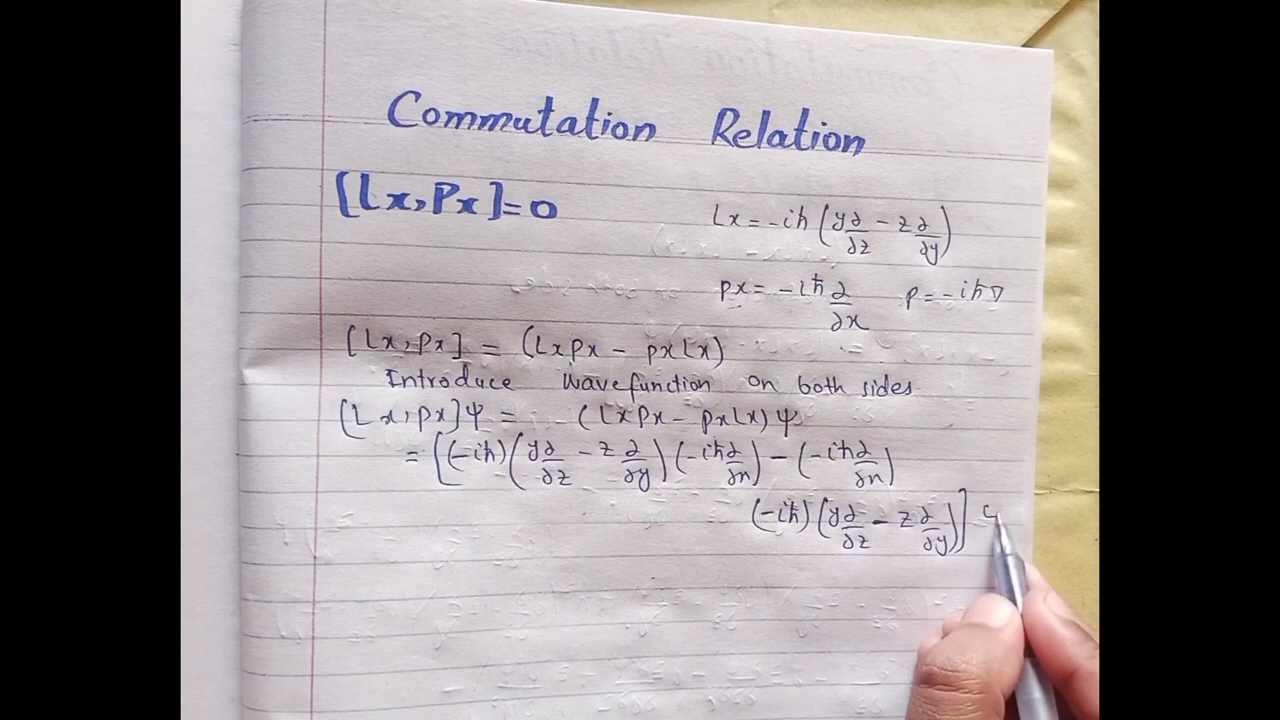 Commutation Relation
[Lx,Px]=0
Lx = -iħ (y∂/∂z - z∂/∂y)
px = -iħ ∂/∂x p = -iħ∇
[Lx,px] = (Lxpx - pxLx)
Introduce wavefunction on both sides
[Lx,px]ψ = (Lxpx - pxLx)ψ
= [(-iħ)(y∂/∂z - z∂/∂y)(-iħ∂/∂x) - (-iħ∂/∂x)
(-iħ)(y∂/∂z - z∂/∂y)]